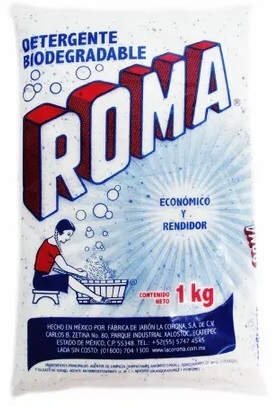 DETERGENTE
BIODEGRADABLE
ROMA
®
ECONÓMICO
Y
RENDIDOR
CONTENIDO
NETO 1 kg
HECHO EN MÉXICO POR: FÁBRICA DE JABÓN LA CORONA, S.A. DE C.V.
CARLOS B. ZETINA No. 80, PARQUE INDUSTRIAL XALOSTOC, ECATEPEC
ESTADO DE MÉXICO, C.P. 55348. TEL.: +52(55) 5747 4545
LADA SIN COSTO: (01800) 704 1300 www.lacorona.com.mx